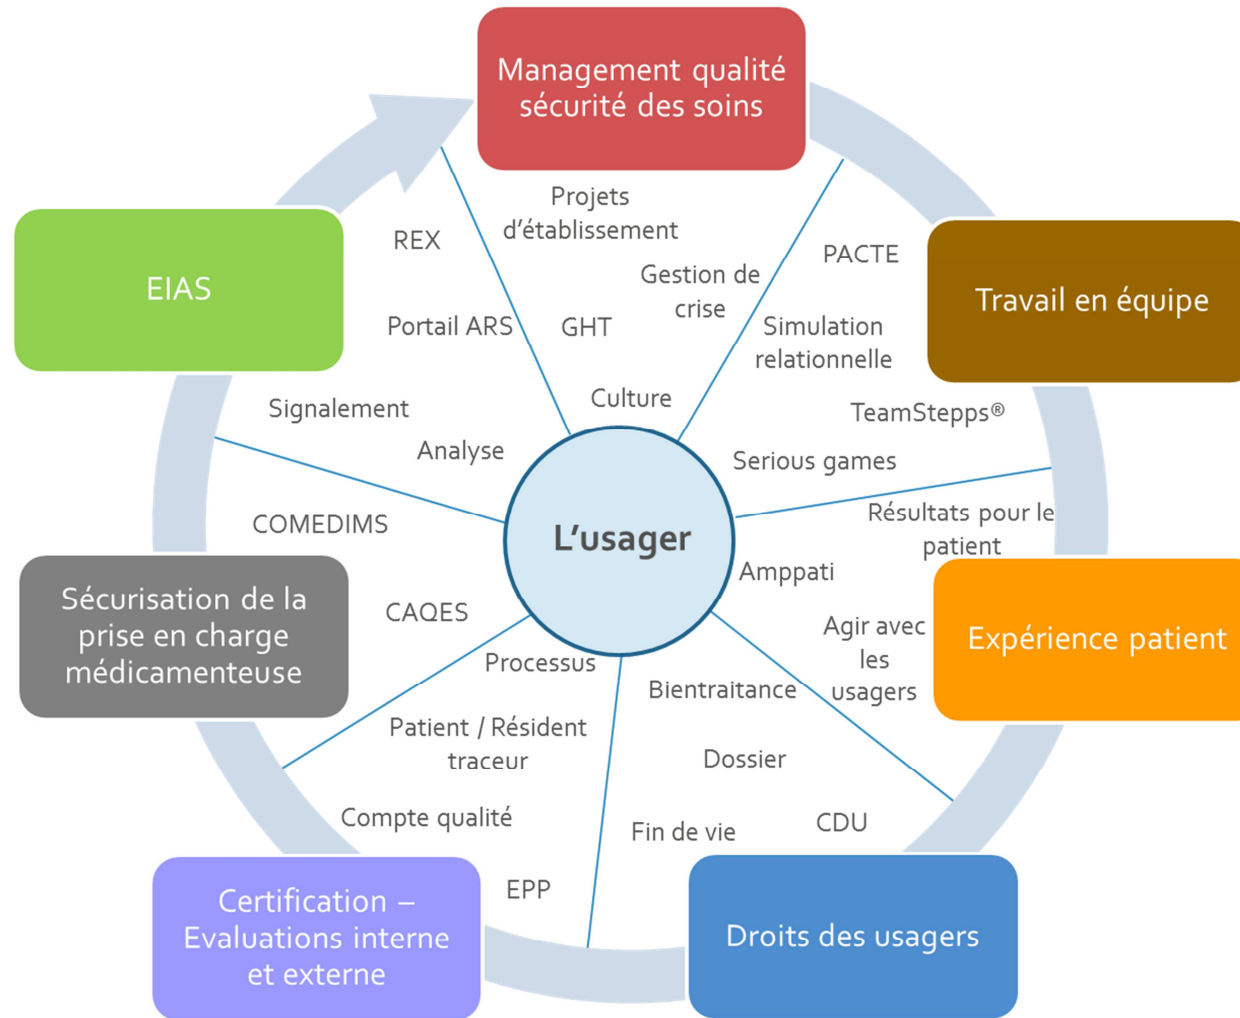 Management qualité
sécurité des soins
Projets
d'établissement
Gestion de
crise
GHT
Culture
PACTE
Simulation
relationnelle
TeamStepps®
Serious games
Travail en équipe
Résultats pour le
patient
Amppati
Agir avec
les
usagers
Expérience patient
Bientraitance
Dossier
CDU
Fin de vie
Droits des usagers
Processus
Patient / Résident
traceur
Compte qualité
EPP
Certification –
Evaluations interne
et externe
COMEDIMS
CAQES
Sécurisation de la
prise en charge
médicamenteuse
REX
Portail ARS
Signalement
Analyse
EIAS
L'usager